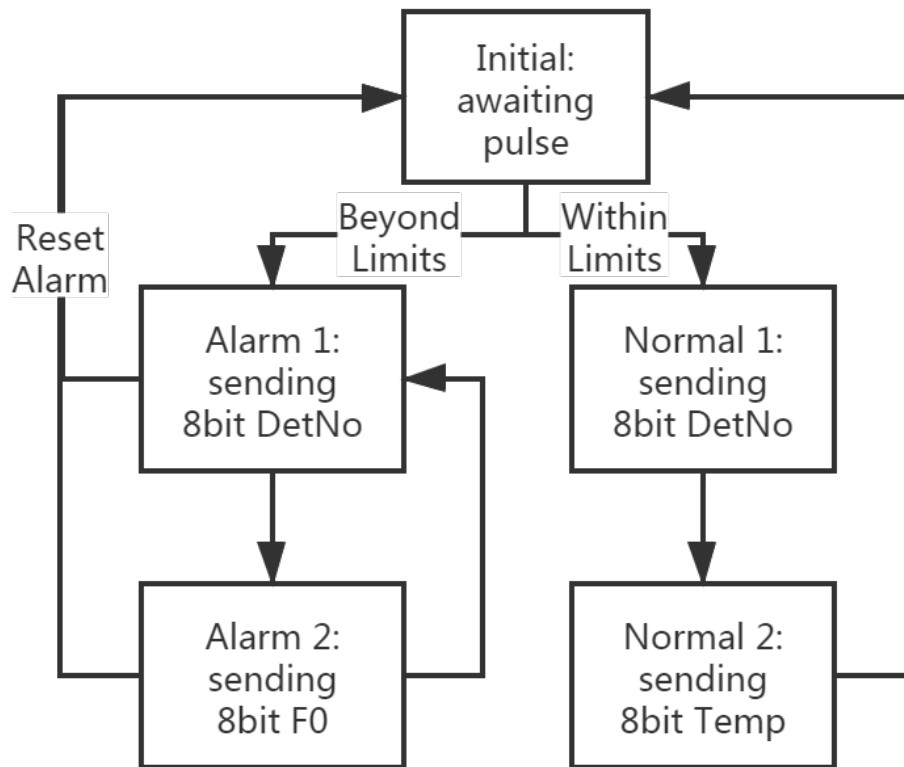 Initial:
awaiting
pulse
Beyond
Limits
Within
Limits
Reset
Alarm
Alarm 1:
sending
8bit DetNo
Normal 1:
sending
8bit DetNo
Alarm 2:
sending
8bit F0
Normal 2:
sending
8bit Temp